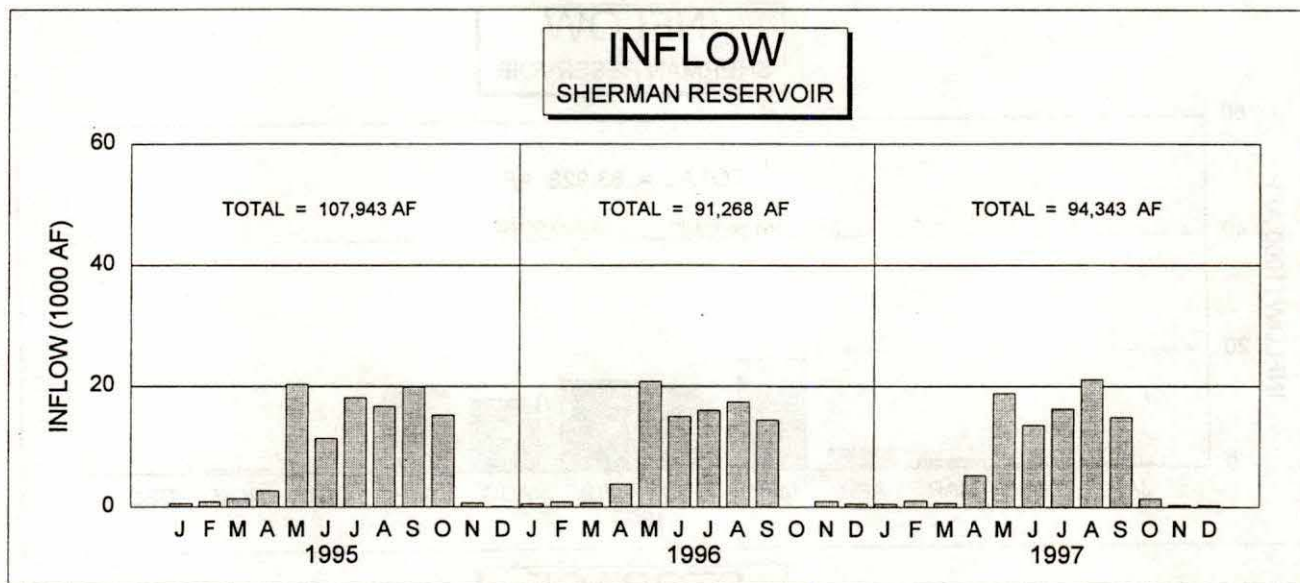 INFLOW
SHERMAN RESERVOIR
INFLOW (1000 AF)
60
40
20
0
TOTAL = 107,943 AF
TOTAL = 91,268 AF
TOTAL = 94,343 AF
J F M A M J J A S O N D J F M A M J J A S O N D J F M A M J J A S O N D
1995 1996 1997